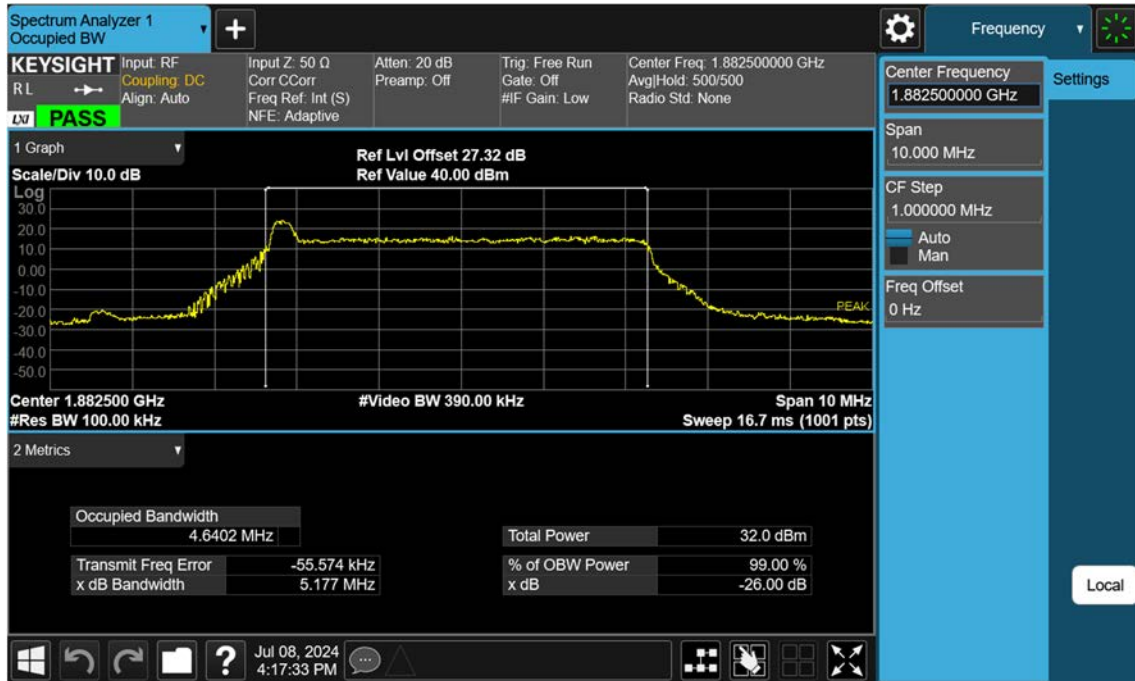 Spectrum Analyzer 1
Occupied BW
Frequency
KEYSIGHT
R L
LXI
PASS
Input: RF
Coupling: DC
Align: Auto
Input Z: 50 Ω
Corr CCorr
Freq Ref: Int (S)
NFE: Adaptive
Atten: 20 dB
Preamp: Off
Trig: Free Run
Gate: Off
#IF Gain: Low
Center Freq: 1.882500000 GHz
Avg|Hold: 500/500
Radio Std: None
Center Frequency
1.882500000 GHz
Settings
Span
10.000 MHz
CF Step
1.000000 MHz
Auto
Man
Freq Offset
0 Hz
Local
1 Graph
Scale/Div 10.0 dB
Ref Lvl Offset 27.32 dB
Ref Value 40.00 dBm
Log
30.0
20.0
10.0
0.00
-10.0
-20.0
-30.0
-40.0
-50.0
PEAK
Center 1.882500 GHz
#Video BW 390.00 kHz
Span 10 MHz
#Res BW 100.00 kHz
Sweep 16.7 ms (1001 pts)
2 Metrics
Occupied Bandwidth
4.6402 MHz
Total Power 32.0 dBm
Transmit Freq Error -55.574 kHz
% of OBW Power 99.00 %
x dB Bandwidth 5.177 MHz
x dB -26.00 dB
Jul 08, 2024
4:17:33 PM